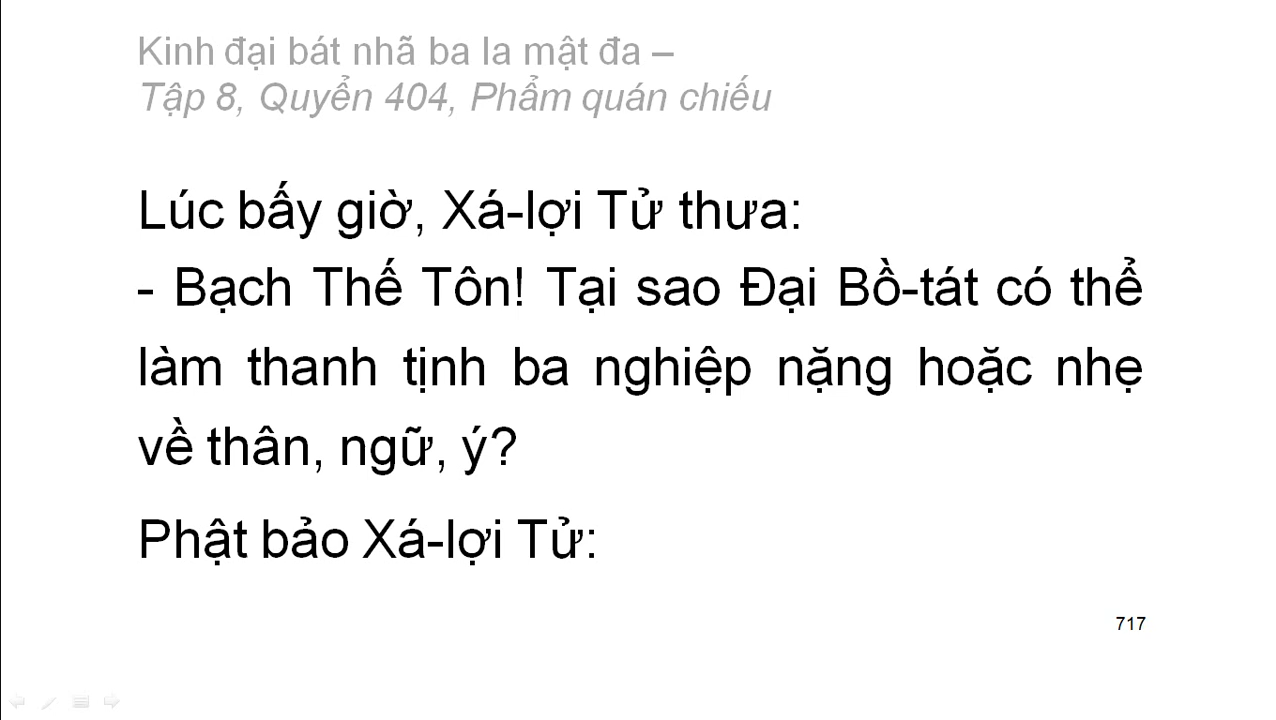 Kinh đại bát nhã ba la mật đa –
Tập 8, Quyển 404, Phẩm quán chiếu
Lúc bấy giờ, Xá-lợi Tử thưa:
- Bạch Thế Tôn! Tại sao Đại Bồ-tát có thể
làm thanh tịnh ba nghiệp nặng hoặc nhẹ
về thân, ngữ, ý?
Phật bảo Xá-lợi Tử:
717